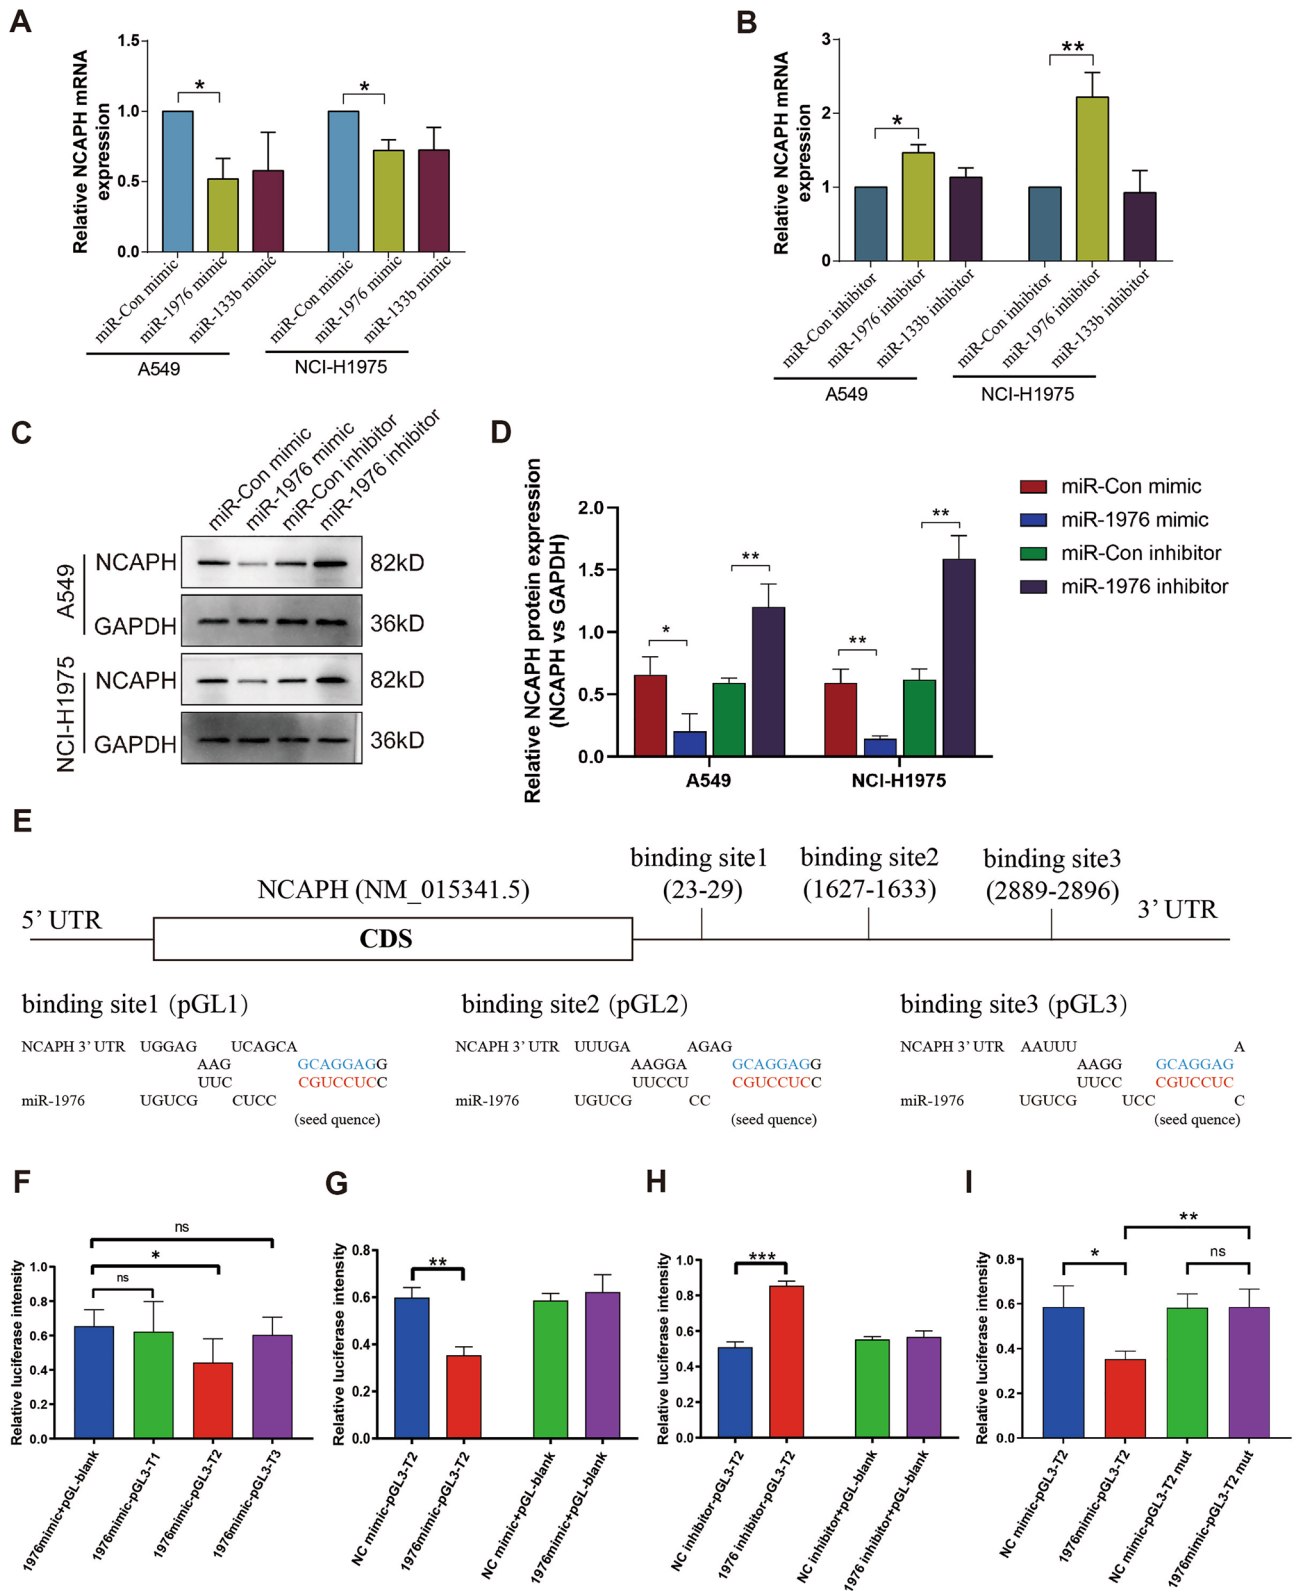 A
Relative NCAPH mRNA
expression
1.5
1.0
0.5
0.0
*
*
miR-Con mimic
miR-1976 mimic
miR-133b mimic
miR-Con mimic
miR-1976 mimic
miR-133b mimic
A549
NCI-H1975
B
Relative NCAPH mRNA
expression
3
2
1
0
*
**
miR-Con inhibitor
miR-1976 inhibitor
miR-133b inhibitor
miR-Con inhibitor
miR-1976 inhibitor
miR-133b inhibitor
A549
NCI-H1975
C
miR-Con mimic
miR-1976 mimic
miR-Con inhibitor
miR-1976 inhibitor
A549
NCAPH 82kD
GAPDH 36kD
NCI-H1975
NCAPH 82kD
GAPDH 36kD
D
Relative NCAPH protein expression
(NCAPH vs GAPDH)
2.0
1.5
1.0
0.5
0.0
*
**
**
**
A549
NCI-H1975
miR-Con mimic
miR-1976 mimic
miR-Con inhibitor
miR-1976 inhibitor
E
NCAPH (NM_015341.5)
5' UTR
CDS
binding site1
(23-29)
binding site2
(1627-1633)
binding site3
(2889-2896)
3' UTR
binding site1 (pGL1)
NCAPH 3' UTR UGGAG UCAGCA
AAG GCAGGAGG
UUC CGUCCUCC
miR-1976 UGUCG CUCC
(seed quence)
binding site2 (pGL2)
NCAPH 3' UTR UUUGA AGAG
AAGGA GCAGGAGG
UUCCU CGUCCUCC
miR-1976 UGUCG CC
(seed quence)
binding site3 (pGL3)
NCAPH 3' UTR AAUUU A
AAGG GCAGGAG
UUCC CGUCCUC
miR-1976 UGUCG UCC C
(seed quence)
F
Relative luciferase intensity
1.0
0.8
0.6
0.4
0.2
0.0
ns
*
ns
1976mimic+pGL-blank
1976mimic-pGL3-T1
1976mimic-pGL3-T2
1976mimic-pGL3-T3
G
Relative luciferase intensity
0.8
0.6
0.4
0.2
0.0
**
NC mimic-pGL3-T2
1976mimic-pGL3-T2
NC mimic+pGL-blank
1976mimic+pGL-blank
H
Relative luciferase intensity
1.0
0.8
0.6
0.4
0.2
0.0
***
NC inhibitor-pGL3-T2
1976 inhibitor-pGL3-T2
NC inhibitor+pGL-blank
1976 inhibitor+pGL-blank
I
Relative luciferase intensity
0.8
0.6
0.4
0.2
0.0
*
**
ns
NC mimic-pGL3-T2
1976mimic-pGL3-T2
NC mimic-pGL3-T2 mut
1976mimic-pGL3-T2 mut